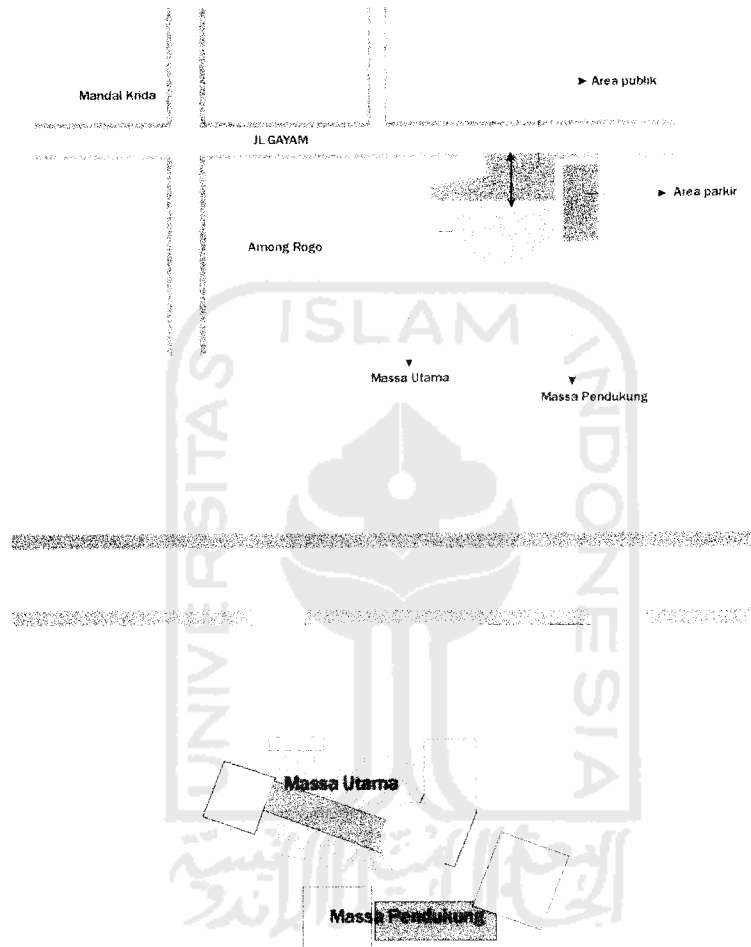 Mandal Krida
► Area publik
JL GAYAM
► Area parkir
Among Rogo
ISLAM
UNIVERSITAS
INDONESIA
Massa Utama
Massa Pendukung
Massa Utama
Massa Pendukung